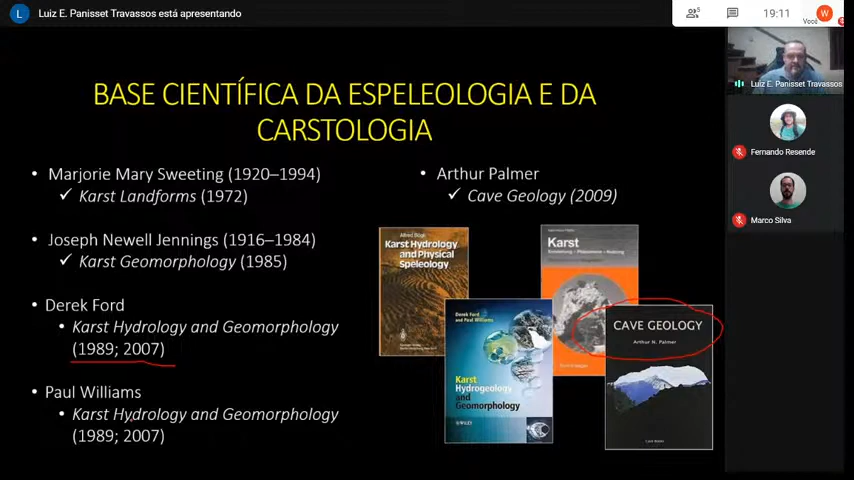 Luiz E. Panisset Travassos está apresentando
5
19:11
W
Você
L
BASE CIENTÍFICA DA ESPELEOLOGIA E DA
CARSTOLOGIA
• Marjorie Mary Sweeting (1920–1994)
✓ Karst Landforms (1972)
• Joseph Newell Jennings (1916–1984)
✓ Karst Geomorphology (1985)
• Derek Ford
• Karst Hydrology and Geomorphology
(1989; 2007)
• Paul Williams
• Karst Hydrology and Geomorphology
(1989; 2007)
• Arthur Palmer
✓ Cave Geology (2009)
Alfred Bögli
Karst Hydrology
and Physical
Speleology
Karst
Derek Ford
and Paul Williams
Karst
Hydrogeology
and
Geomorphology
WILEY
CAVE GEOLOGY
Arthur N. Palmer
Luiz E. Panisset Travassos
Fernando Resende
Marco Silva